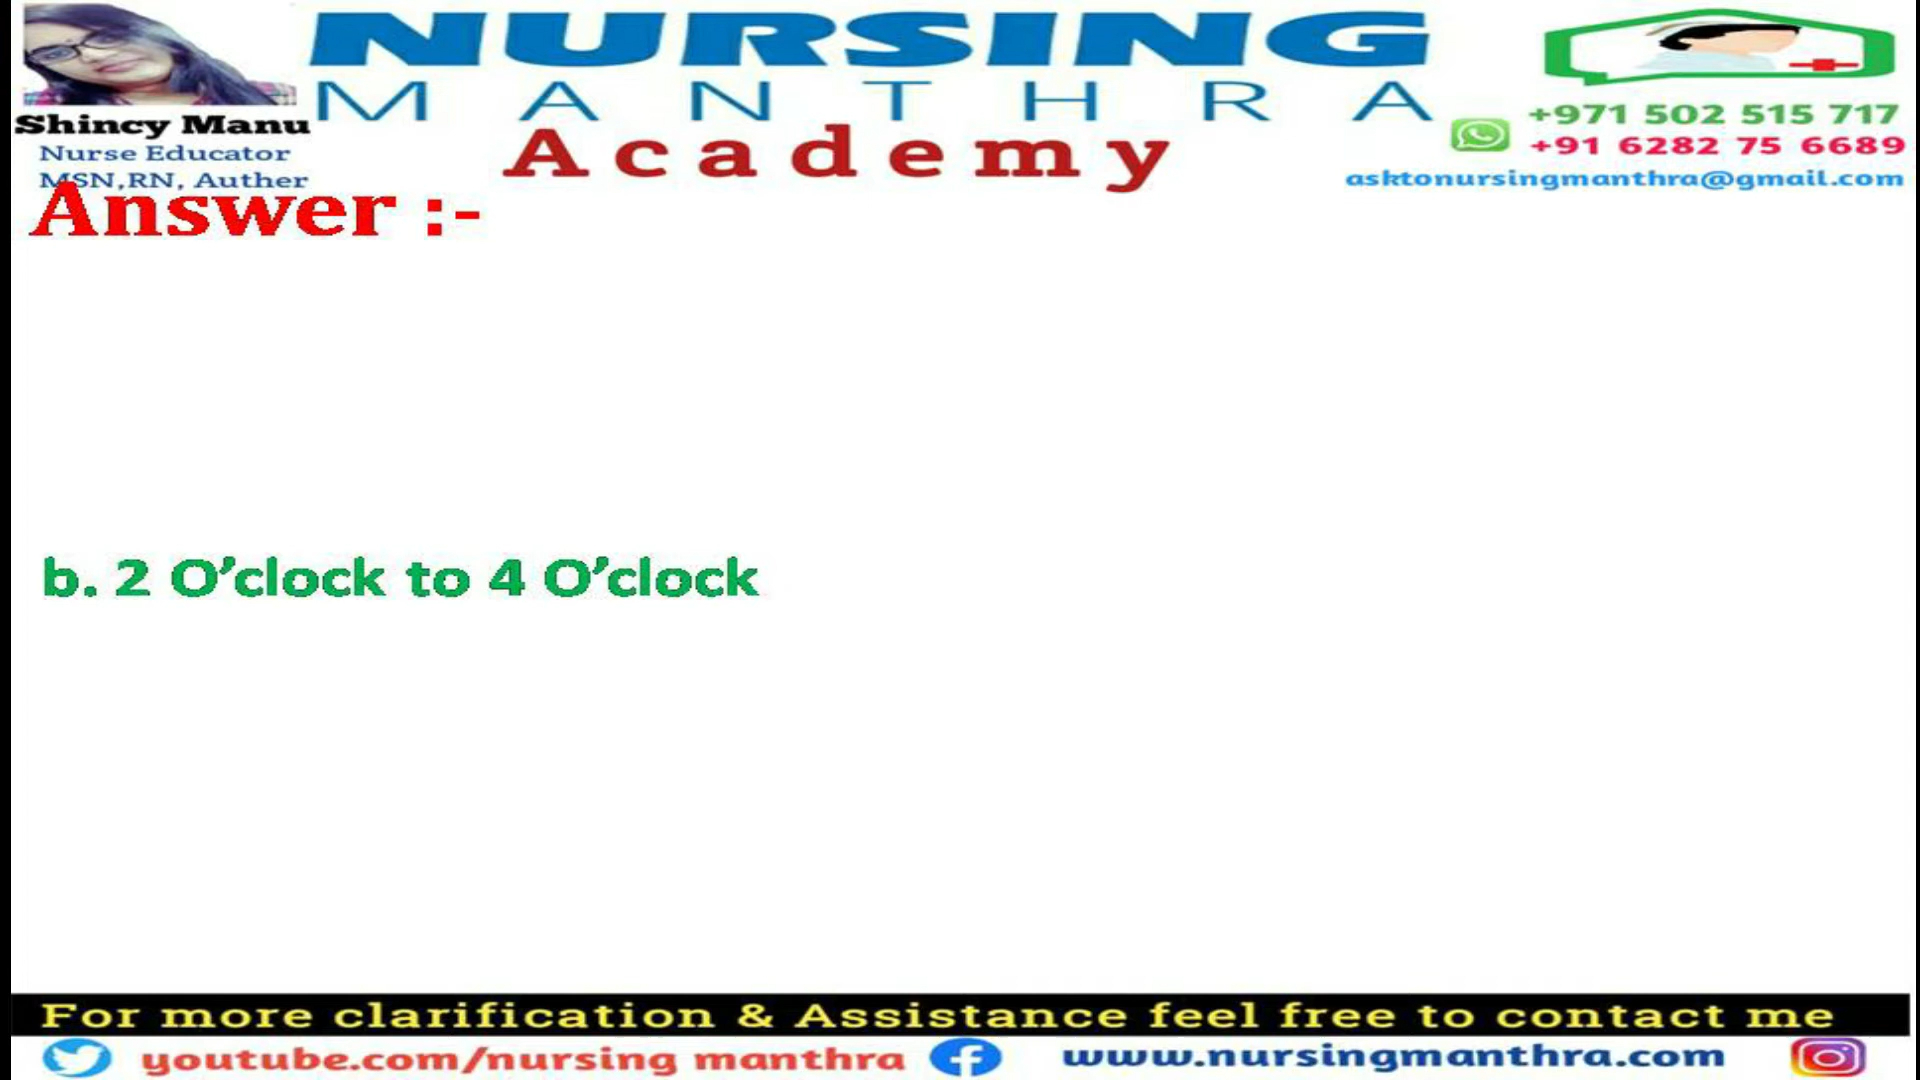 NURSING
MANTHRA
Academy
Shincy Manu
Nurse Educator
MSN,RN, Auther
+971 502 515 717
+91 6282 75 6689
asktonursingmanthra@gmail.com
Answer :-
b. 2 O’clock to 4 O’clock
For more clarification & Assistance feel free to contact me
youtube.com/nursing manthra
www.nursingmanthra.com